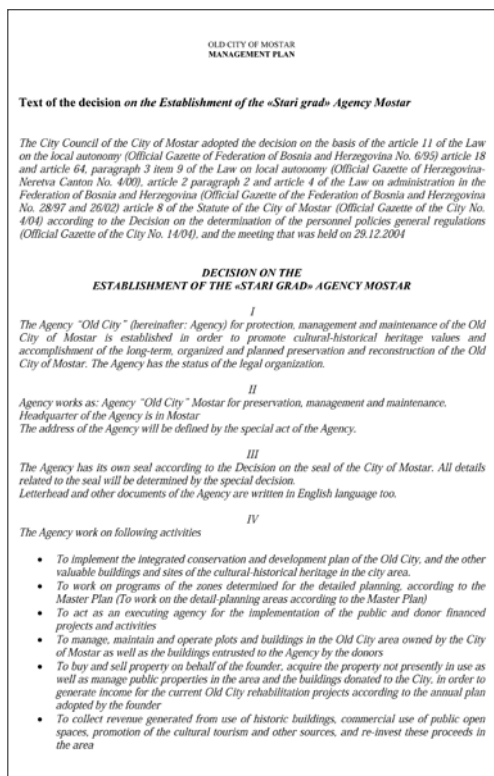 OLD CITY OF MOSTAR
MANAGEMENT PLAN
Text of the decision on the Establishment of the «Stari grad» Agency Mostar
The City Council of the City of Mostar adopted the decision on the basis of the article 11 of the Law
on the local autonomy (Official Gazette of Federation of Bosnia and Herzegovina No. 6/95) article 18
and article 64, paragraph 3 item 9 of the Law on local autonomy (Official Gazette of Herzegovina-
Neretva Canton No. 4/00), article 2 paragraph 2 and article 4 of the Law on administration in the
Federation of Bosnia and Herzegovina (Official Gazette of the Federation of Bosnia and Herzegovina
No. 28/97 and 26/02) article 8 of the Statute of the City of Mostar (Official Gazette of the City No.
4/04) according to the Decision on the determination of the personnel policies general regulations
(Official Gazette of the City No. 14/04), and the meeting that was held on 29.12.2004
DECISION ON THE
ESTABLISHMENT OF THE «STARI GRAD» AGENCY MOSTAR
I
The Agency "Old City" (hereinafter: Agency) for protection, management and maintenance of the Old
City of Mostar is established in order to promote cultural-historical heritage values and
accomplishment of the long-term, organized and planned preservation and reconstruction of the Old
City of Mostar. The Agency has the status of the legal organization.
II
Agency works as: Agency "Old City" Mostar for preservation, management and maintenance.
Headquarter of the Agency is in Mostar
The address of the Agency will be defined by the special act of the Agency.
III
The Agency has its own seal according to the Decision on the seal of the City of Mostar. All details
related to the seal will be determined by the special decision.
Letterhead and other documents of the Agency are written in English language too.
IV
The Agency work on following activities
• To implement the integrated conservation and development plan of the Old City, and the other
valuable buildings and sites of the cultural-historical heritage in the city area.
• To work on programs of the zones determined for the detailed planning, according to the
Master Plan (To work on the detail-planning areas according to the Master Plan)
• To act as an executing agency for the implementation of the public and donor financed
projects and activities
• To manage, maintain and operate plots and buildings in the Old City area owned by the City
of Mostar as well as the buildings entrusted to the Agency by the donors
• To buy and sell property on behalf of the founder, acquire the property not presently in use as
well as manage public properties in the area and the buildings donated to the City, in order to
generate income for the current Old City rehabilitation projects according to the annual plan
adopted by the founder
• To collect revenue generated from use of historic buildings, commercial use of public open
spaces, promotion of the cultural tourism and other sources, and re-invest these proceeds in
the area